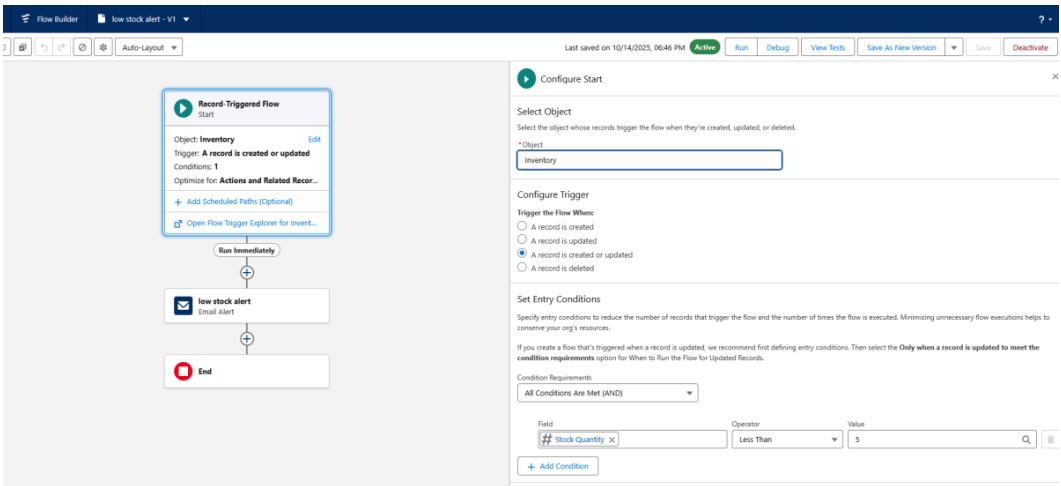 Flow Builder
low stock alert - V1
?
Auto-Layout
Last saved on 10/14/2025, 06:46 PM
Active
Run
Debug
View Tests
Save As New Version
Save
Deactivate
Record-Triggered Flow
Start
Object: Inventory
Edit
Trigger: A record is created or updated
Conditions: 1
Optimize for: Actions and Related Recor...
+ Add Scheduled Paths (Optional)
Open Flow Trigger Explorer for Invent...
Run Immediately
low stock alert
Email Alert
End
Configure Start
Select Object
Select the object whose records trigger the flow when they're created, updated, or deleted.
*Object
Inventory
Configure Trigger
Trigger the Flow When:
A record is created
A record is updated
A record is created or updated
A record is deleted
Set Entry Conditions
Specify entry conditions to reduce the number of records that trigger the flow and the number of times the flow is executed. Minimizing unnecessary flow executions helps to
conserve your org's resources.
If you create a flow that's triggered when a record is updated, we recommend first defining entry conditions. Then select the Only when a record is updated to meet the
condition requirements option for When to Run the Flow for Updated Records.
Condition Requirements
All Conditions Are Met (AND)
Field
Operator
Value
Stock Quantity
Less Than
5
+ Add Condition